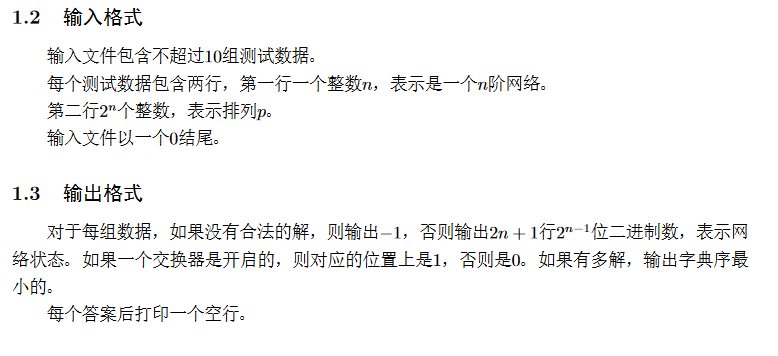 1.2 输入格式
输入文件包含不超过10组测试数据。
每个测试数据包含两行，第一行一个整数n，表示是一个n阶网络。
第二行2ⁿ个整数，表示排列p。
输入文件以一个0结尾。
1.3 输出格式
对于每组数据，如果没有合法的解，则输出−1，否则输出2n + 1行2ⁿ⁻¹位二进制数，表示网
络状态。如果一个交换器是开启的，则对应的位置上是1，否则是0。如果有多解，输出字典序最
小的。
每个答案后打印一个空行。